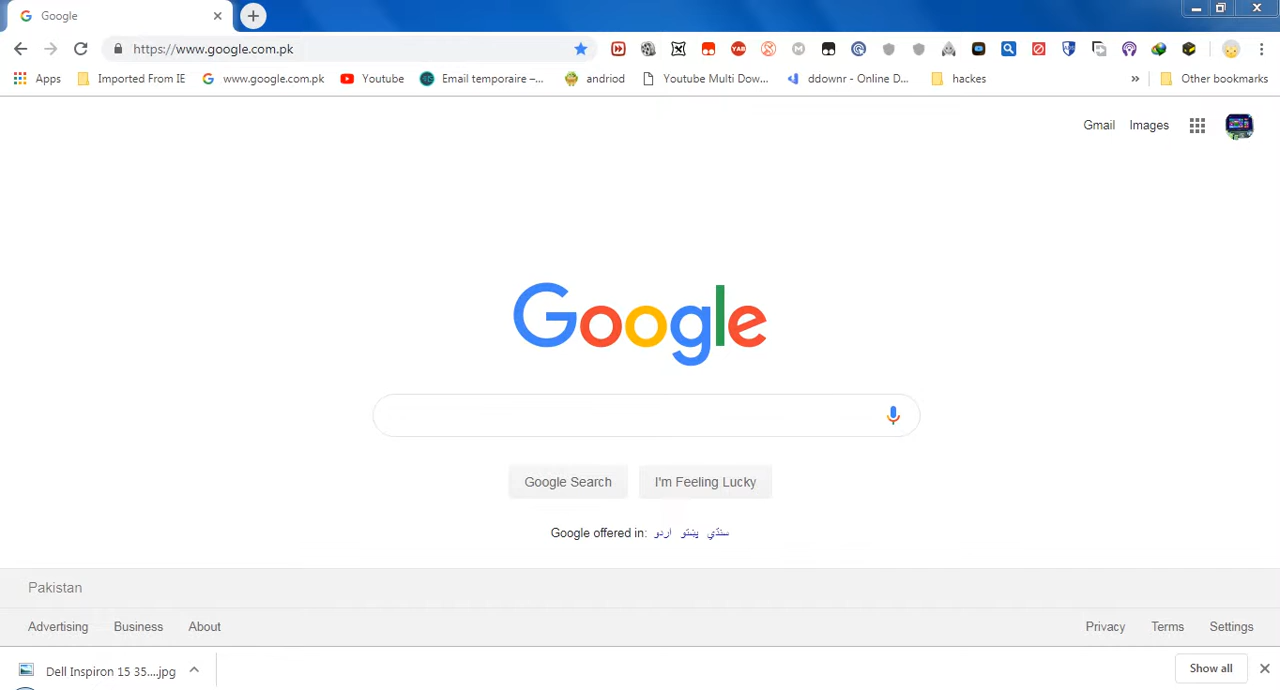 Google
https://www.google.com.pk
Apps Imported From IE www.google.com.pk Youtube Email temporaire –... andriod Youtube Multi Dow... ddownr - Online D... hackes » Other bookmarks
Gmail Images
Google
Google Search I'm Feeling Lucky
Google offered in: اردو پښتو سنڌي
Pakistan
Advertising Business About Privacy Terms Settings
Dell Inspiron 15 35....jpg Show all